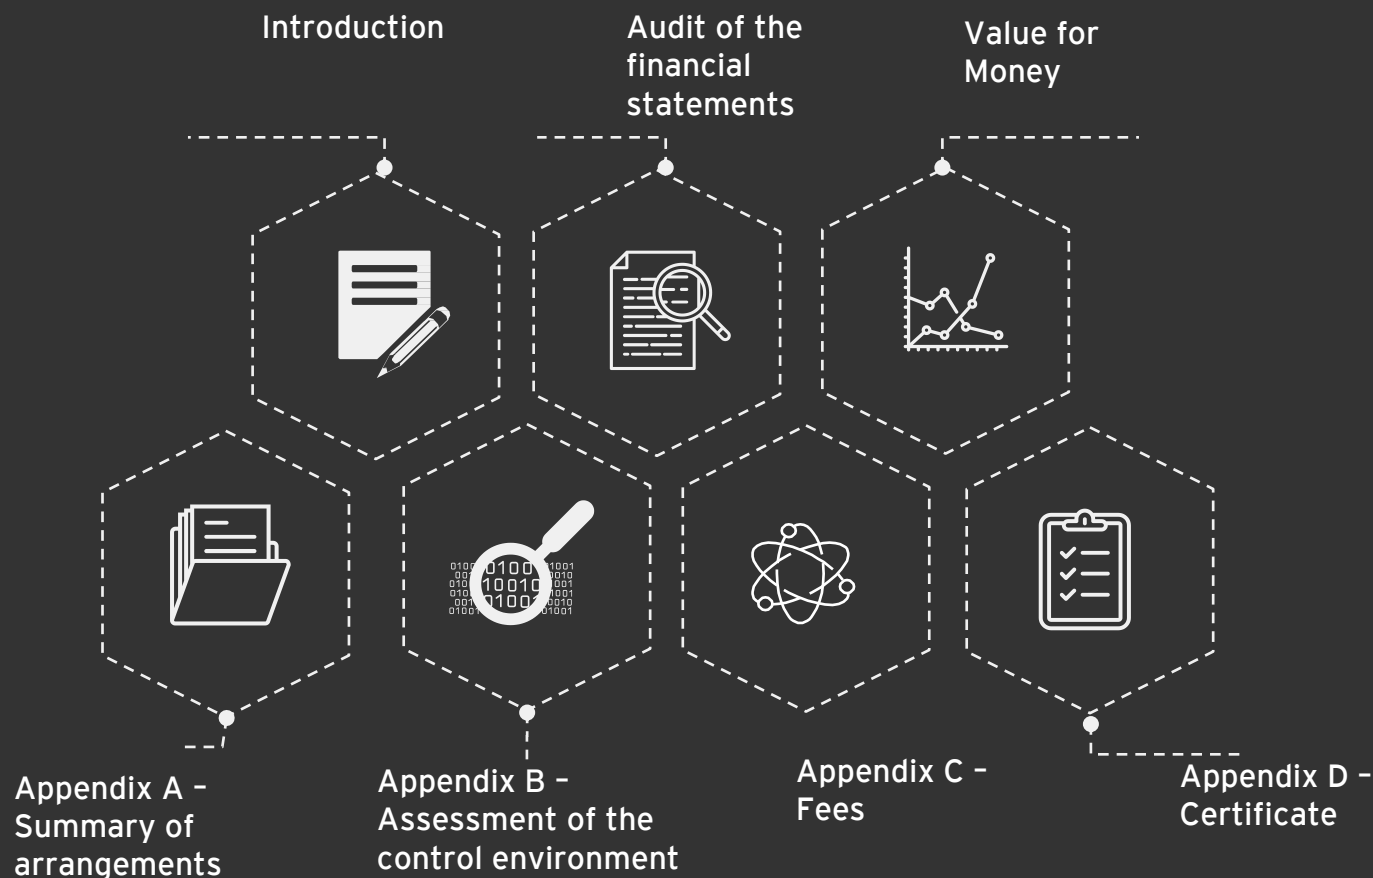 Introduction
Audit of the
financial
statements
Value for
Money
Appendix A –
Summary of
arrangements
Appendix B –
Assessment of the
control environment
Appendix C –
Fees
Appendix D –
Certificate